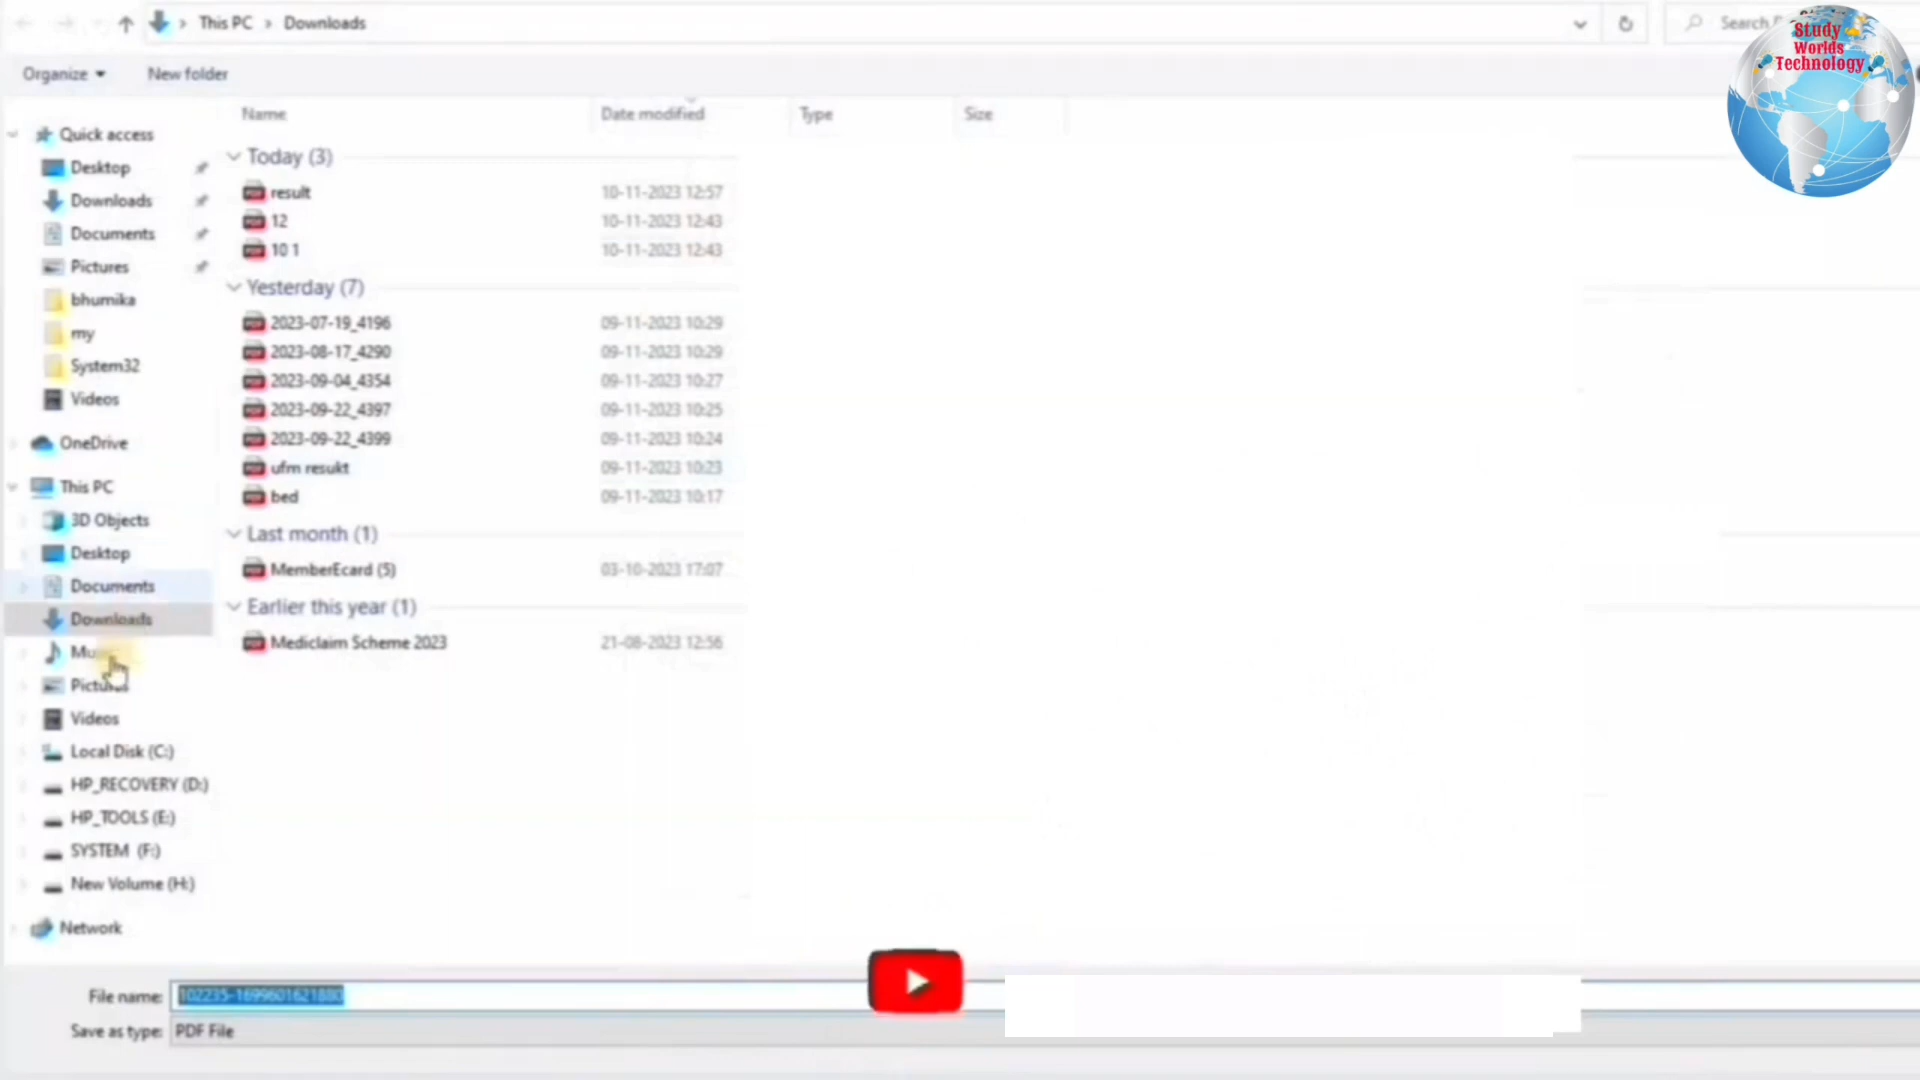 This PC > Downloads
Search
Study
Worlds
Technology
Organize
New folder
Name
Date modified
Type
Size
Quick access
Desktop
Downloads
Documents
Pictures
bhumika
my
System32
Videos
OneDrive
This PC
3D Objects
Desktop
Documents
Downloads
Videos
Local Disk (C:)
HP_RECOVERY (D:)
HP_TOOLS (E:)
SYSTEM (F:)
New Volume (H:)
Network
Today (3)
result 10-11-2023 12:57
12 10-11-2023 12:43
10 1 10-11-2023 12:43
Yesterday (7)
2023-07-19_4196 09-11-2023 10:29
2023-08-17_4290 09-11-2023 10:29
2023-09-04_4354 09-11-2023 10:27
2023-09-22_4397 09-11-2023 10:25
2023-09-22_4399 09-11-2023 10:24
ufm resukt 09-11-2023 10:23
bed 09-11-2023 10:17
Last month (1)
MemberEcard (5) 03-10-2023 17:07
Earlier this year (1)
Mediclaim Scheme 2023 21-08-2023 12:56
File name: 102235-1699601621880
Save as type: PDF File